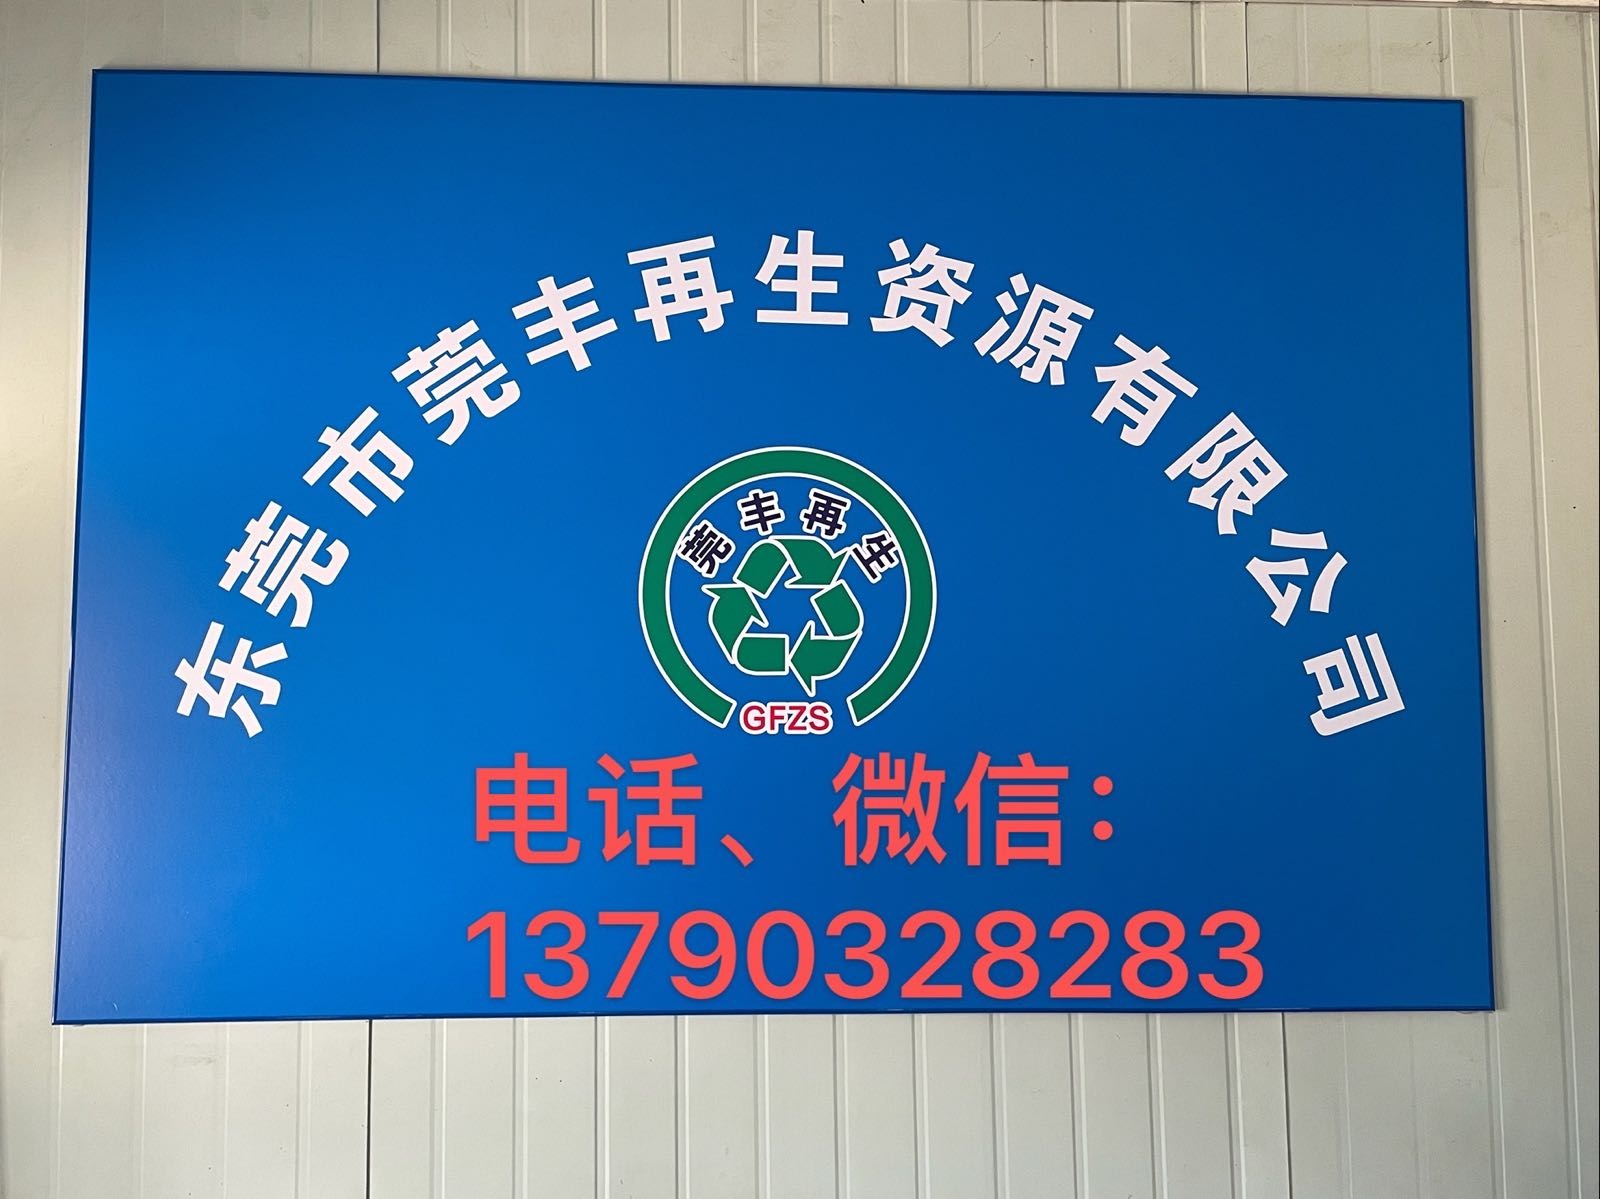 东莞市莞丰再生资源有限公司
莞丰再生
GFZS
电话、微信：
13790328283